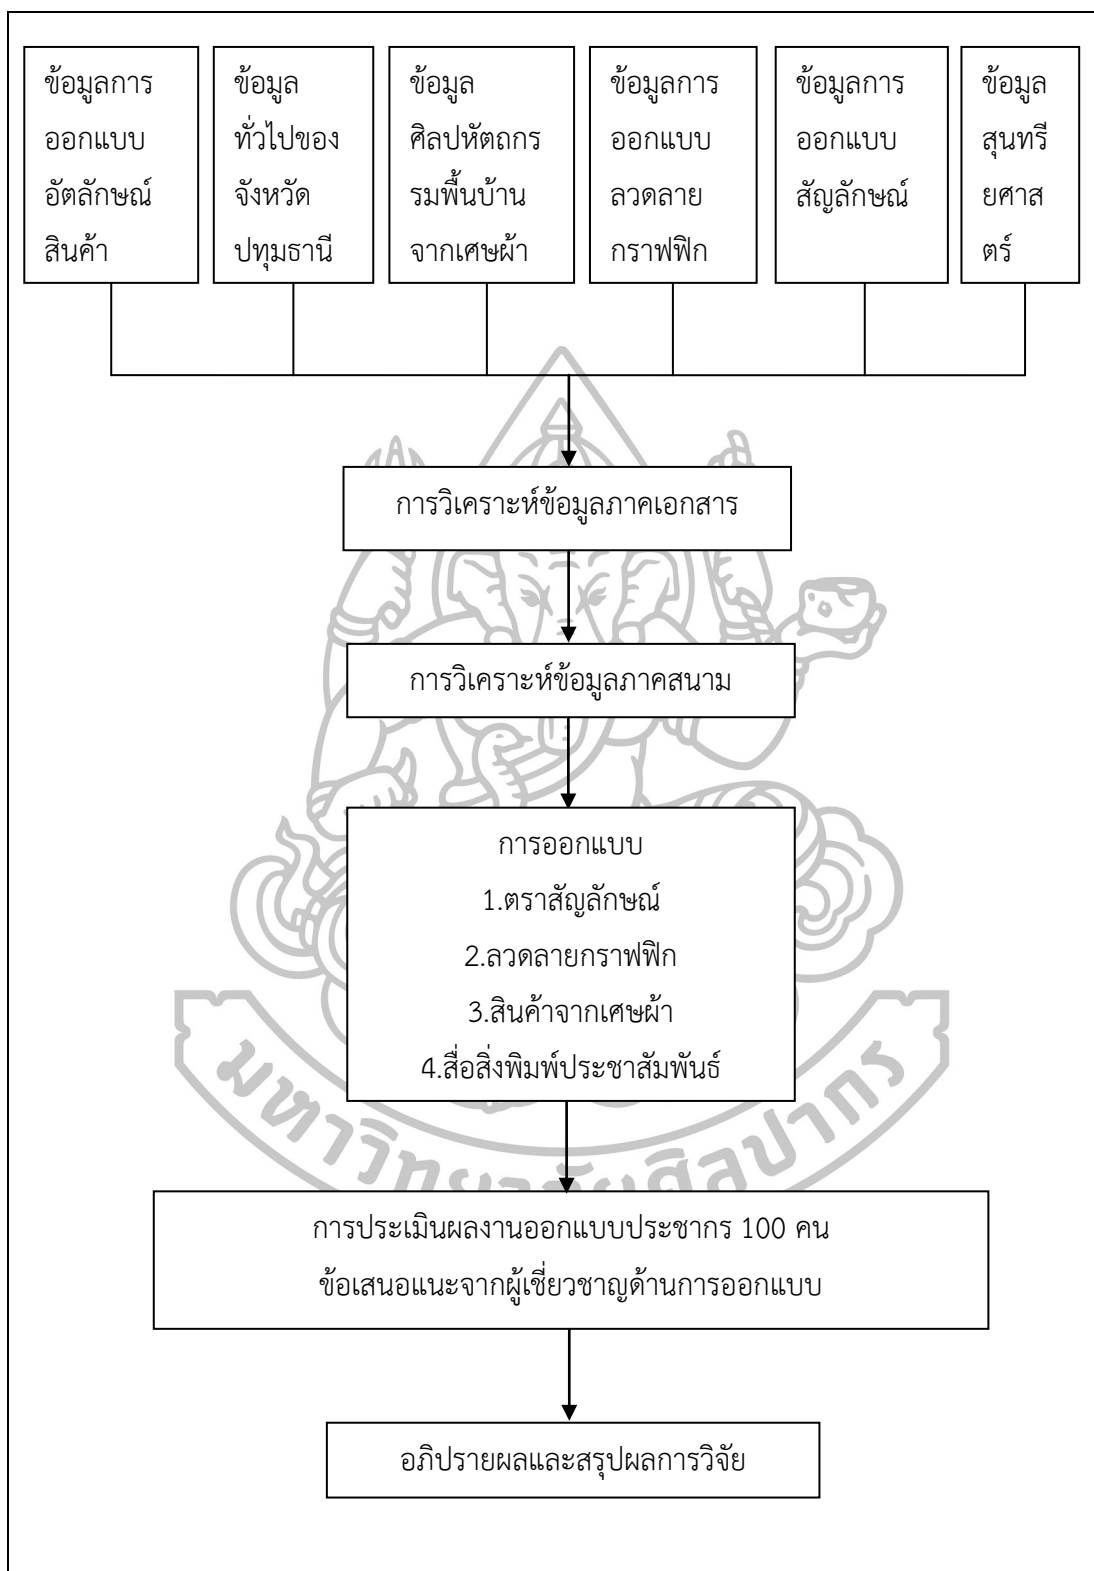 ข้อมูลการ
ออกแบบ
อัตลักษณ์
สินค้า
ข้อมูล
ทั่วไปของ
จังหวัด
ปทุมธานี
ข้อมูล
ศิลปหัตถกร
รมพื้นบ้าน
จากเศษผ้า
ข้อมูลการ
ออกแบบ
ลวดลาย
กราฟฟิก
ข้อมูลการ
ออกแบบ
สัญลักษณ์
ข้อมูล
สุนทรี
ยศาส
ตร์
การวิเคราะห์ข้อมูลภาคเอกสาร
การวิเคราะห์ข้อมูลภาคสนาม
การออกแบบ
1.ตราสัญลักษณ์
2.ลวดลายกราฟฟิก
3.สินค้าจากเศษผ้า
4.สื่อสิ่งพิมพ์ประชาสัมพันธ์
มหาวิทยาลัยศิลปากร
การประเมินผลงานออกแบบประชากร 100 คน
ข้อเสนอแนะจากผู้เชี่ยวชาญด้านการออกแบบ
อภิปรายผลและสรุปผลการวิจัย